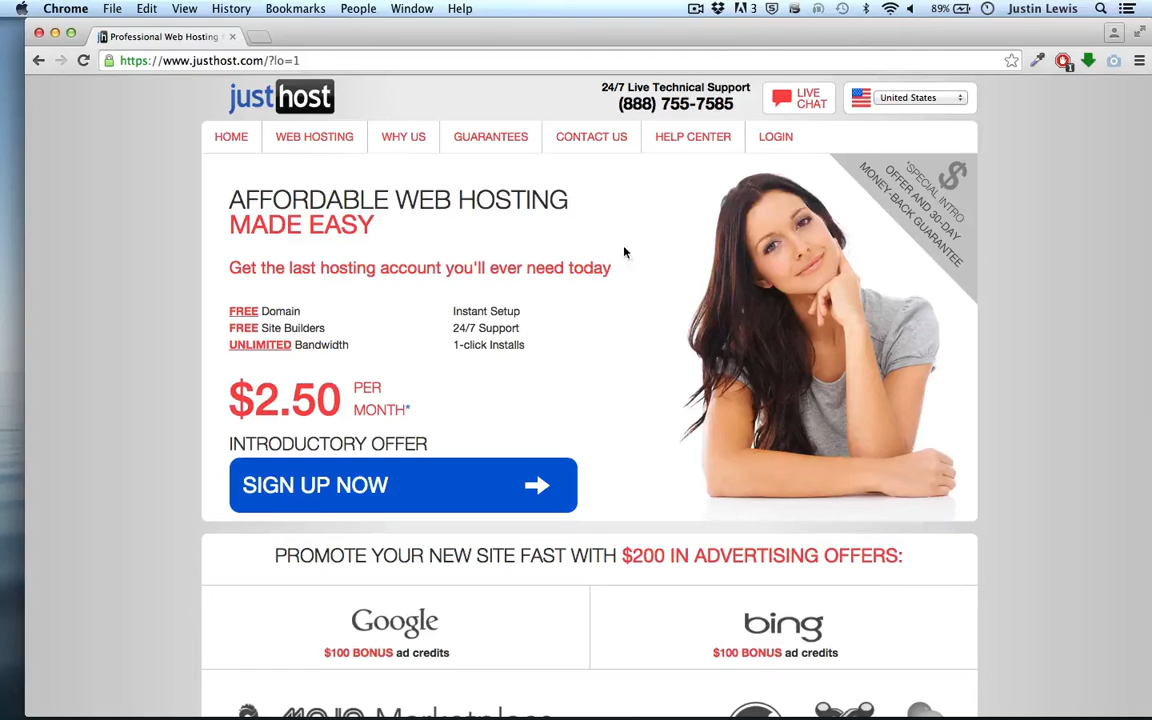 Chrome File Edit View History Bookmarks People Window Help 3 89% Justin Lewis
Professional Web Hosting
https://www.justhost.com/?lo=1
1
justhost
24/7 Live Technical Support
(888) 755-7585
LIVE
CHAT
United States
HOME WEB HOSTING WHY US GUARANTEES CONTACT US HELP CENTER LOGIN
AFFORDABLE WEB HOSTING
MADE EASY
Get the last hosting account you'll ever need today
FREE Domain Instant Setup
FREE Site Builders 24/7 Support
UNLIMITED Bandwidth 1-click Installs
$2.50 PER
MONTH*
INTRODUCTORY OFFER
SIGN UP NOW
$
*SPECIAL INTRO
OFFER AND 30-DAY
MONEY-BACK GUARANTEE
PROMOTE YOUR NEW SITE FAST WITH $200 IN ADVERTISING OFFERS:
Google bing
$100 BONUS ad credits $100 BONUS ad credits
MOJO Marketplace